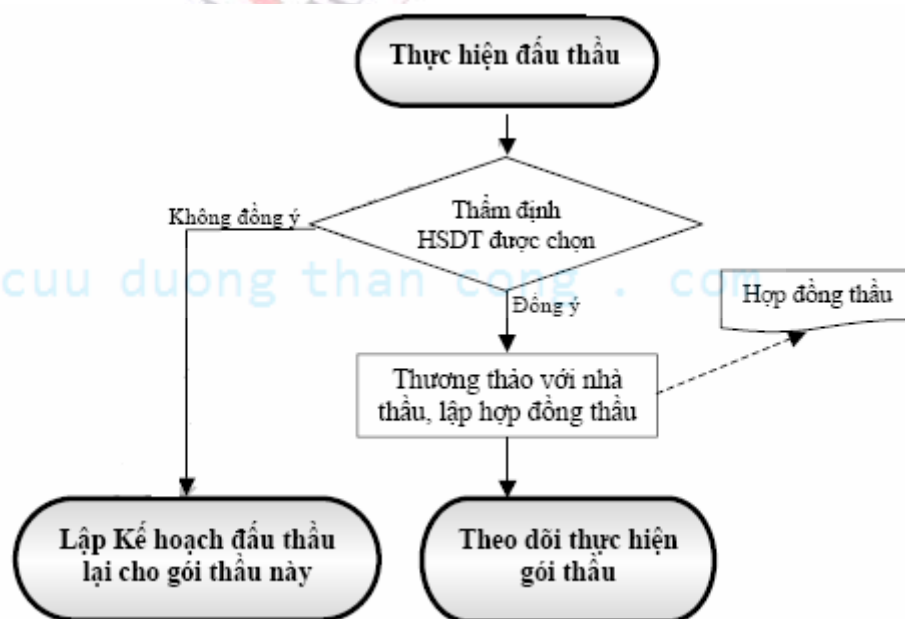 Thực hiện đấu thầu
Thẩm định
HSDT được chọn
Không đồng ý
cuu duong than cong . com
Đồng ý
Hợp đồng thầu
Thương thảo với nhà
thầu, lập hợp đồng thầu
Lập Kế hoạch đấu thầu
lại cho gói thầu này
Theo dõi thực hiện
gói thầu